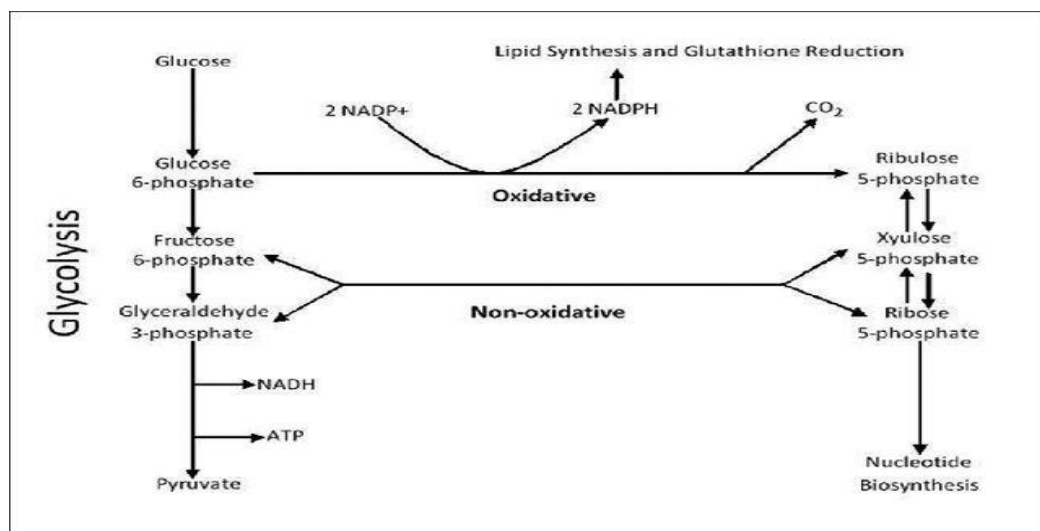 Lipid Synthesis and Glutathione Reduction
Glucose
2 NADP+
2 NADPH
CO₂
Glucose
6-phosphate
Ribulose
5-phosphate
Oxidative
Glycolysis
Fructose
6-phosphate
Xyulose
5-phosphate
Glyceraldehyde
3-phosphate
Non-oxidative
Ribose
5-phosphate
NADH
ATP
Pyruvate
Nucleotide
Biosynthesis